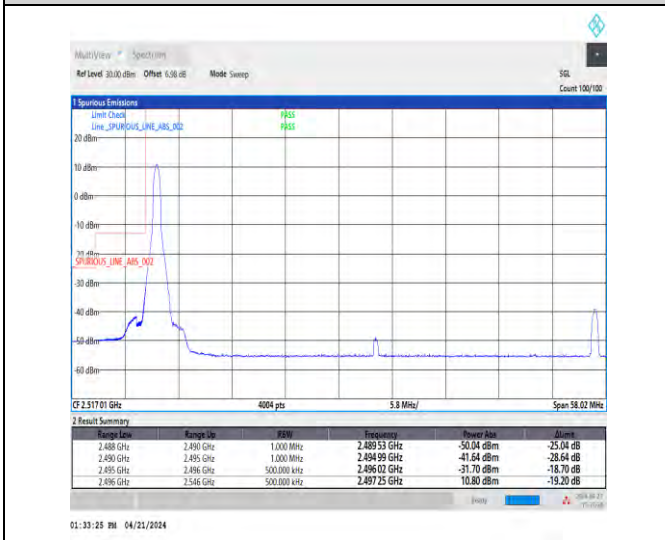 MultiView Spectrum
Ref Level 30.00 dBm Offset 6.98 dB Mode Sweep SGL
Count 100/100
1 Spurious Emissions
Limit Check PASS
Line _SPURIOUS_LINE_ABS_002 PASS
20 dBm
10 dBm
0 dBm
-10 dBm
-20 dBm
_SPURIOUS_LINE_ABS_002
-30 dBm
-40 dBm
-50 dBm
-60 dBm
CF 2.517 01 GHz 4004 pts 5.8 MHz/ Span 58.02 MHz
2 Result Summary
Range Low Range Up RBW Frequency Power Abs ΔLimit
2.488 GHz 2.490 GHz 1.000 MHz 2.489 53 GHz -50.04 dBm -25.04 dB
2.490 GHz 2.495 GHz 1.000 MHz 2.494 99 GHz -41.64 dBm -28.64 dB
2.495 GHz 2.496 GHz 500.000 kHz 2.496 02 GHz -31.70 dBm -18.70 dB
2.496 GHz 2.546 GHz 500.000 kHz 2.497 25 GHz 10.80 dBm -19.20 dB
Ready
01:33:25 PM 04/21/2024